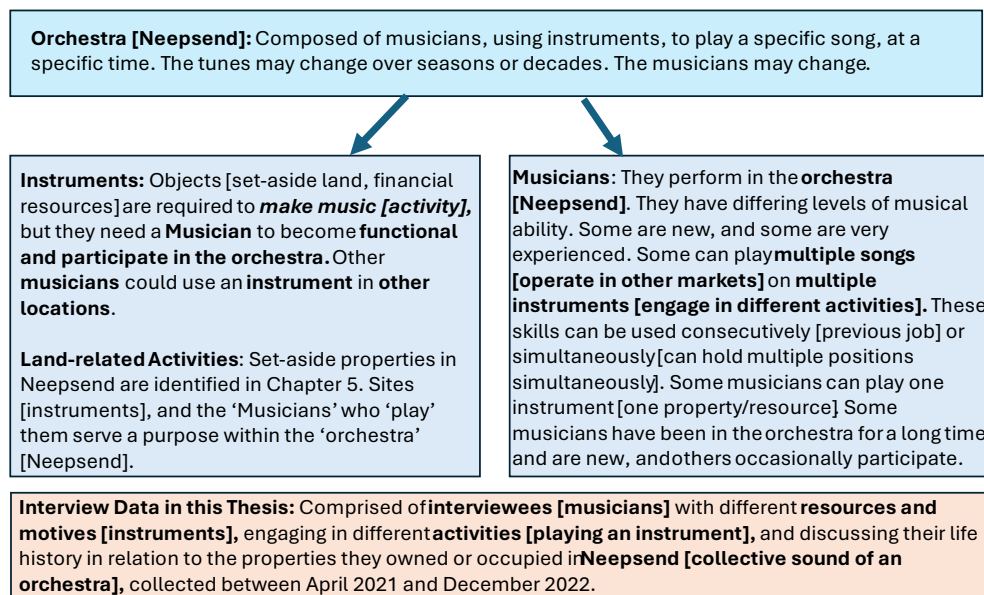 Orchestra [Neepsend]: Composed of musicians, using instruments, to play a specific song, at a
specific time. The tunes may change over seasons or decades. The musicians may change.
Instruments: Objects [set-aside land, financial
resources] are required to make music [activity],
but they need a Musician to become functional
and participate in the orchestra. Other
musicians could use an instrument in other
locations.
Land-related Activities: Set-aside properties in
Neepsend are identified in Chapter 5. Sites
[instruments], and the ‘Musicians’ who ‘play’
them serve a purpose within the ‘orchestra’
[Neepsend].
Musicians: They perform in the orchestra
[Neepsend]. They have differing levels of musical
ability. Some are new, and some are very
experienced. Some can play multiple songs
[operate in other markets] on multiple
instruments [engage in different activities]. These
skills can be used consecutively [previous job] or
simultaneously [can hold multiple positions
simultaneously]. Some musicians can play one
instrument [one property/resource]. Some
musicians have been in the orchestra for a long time
and are new, and others occasionally participate.
Interview Data in this Thesis: Comprised of interviewees [musicians] with different resources and
motives [instruments], engaging in different activities [playing an instrument], and discussing their life
history in relation to the properties they owned or occupied in Neepsend [collective sound of an
orchestra], collected between April 2021 and December 2022.